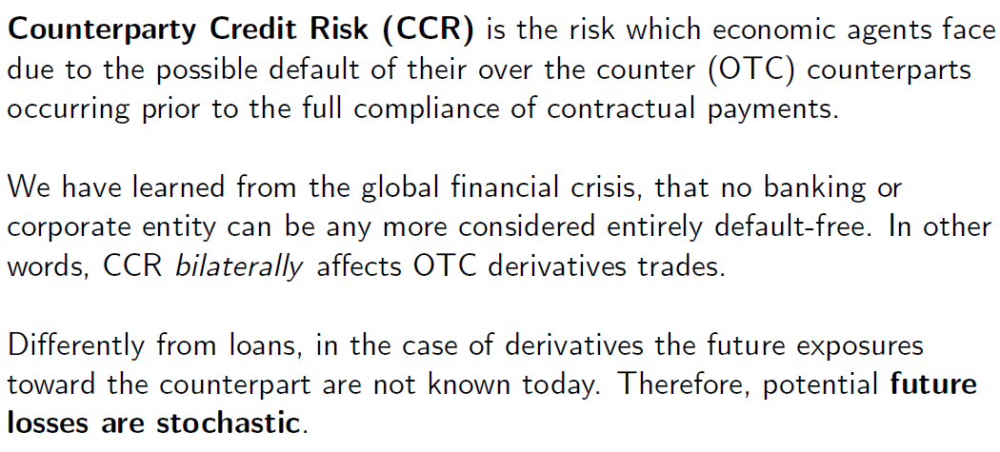 Counterparty Credit Risk (CCR) is the risk which economic agents face
due to the possible default of their over the counter (OTC) counterparts
occurring prior to the full compliance of contractual payments.
We have learned from the global financial crisis, that no banking or
corporate entity can be any more considered entirely default-free. In other
words, CCR bilaterally affects OTC derivatives trades.
Differently from loans, in the case of derivatives the future exposures
toward the counterpart are not known today. Therefore, potential future
losses are stochastic.